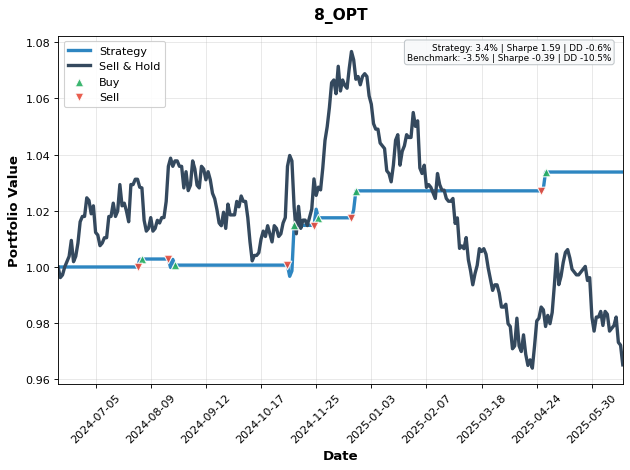 8_OPT
Strategy
Sell & Hold
Buy
Sell
Strategy: 3.4% | Sharpe 1.59 | DD -0.6%
Benchmark: -3.5% | Sharpe -0.39 | DD -10.5%
Portfolio Value
1.08
1.06
1.04
1.02
1.00
0.98
0.96
2024-07-05
2024-08-09
2024-09-12
2024-10-17
2024-11-25
2025-01-03
2025-02-07
2025-03-18
2025-04-24
2025-05-30
Date